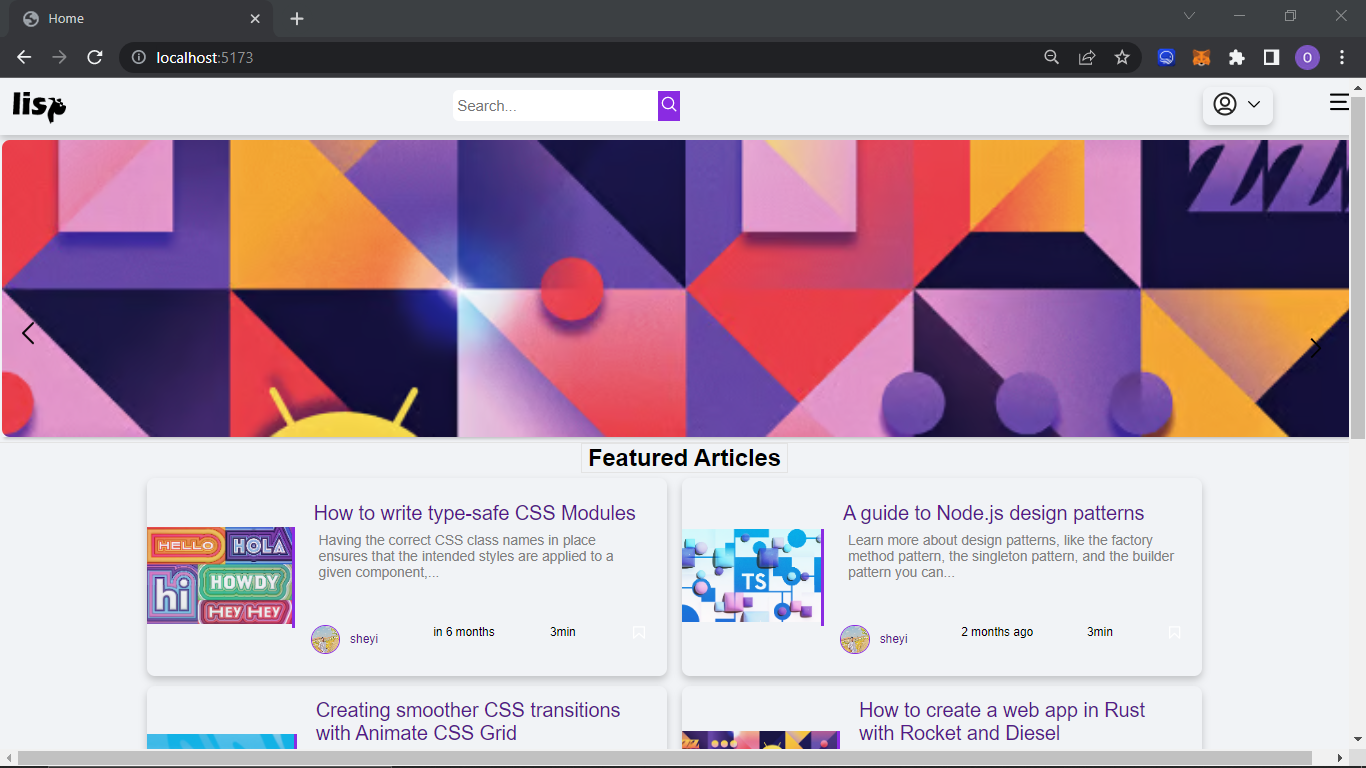 Home
localhost:5173
lisp
Search...
Featured Articles
How to write type-safe CSS Modules
Having the correct CSS class names in place
ensures that the intended styles are applied to a
given component,...
HELLO
HOLA
hi
HOWDY
HEY HEY
sheyi
in 6 months
3min
A guide to Node.js design patterns
Learn more about design patterns, like the factory
method pattern, the singleton pattern, and the builder
pattern you can...
TS
sheyi
2 months ago
3min
Creating smoother CSS transitions
with Animate CSS Grid
How to create a web app in Rust
with Rocket and Diesel
O